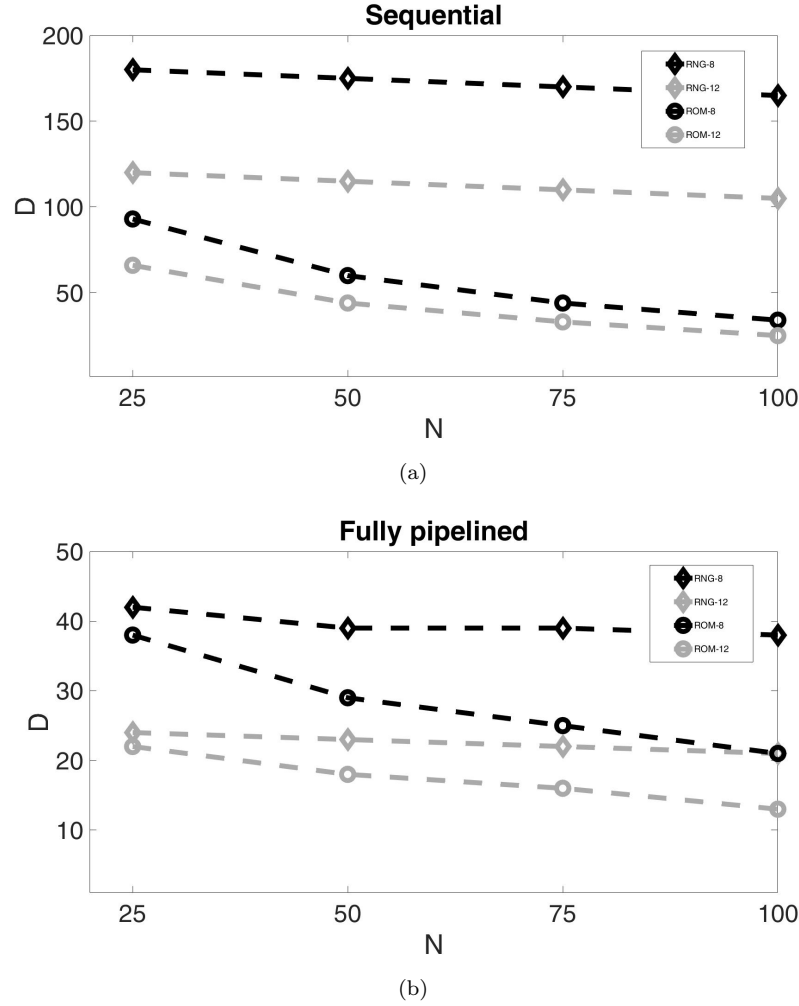 Sequential
200
150
100
50
D
RNG-8
RNG-12
ROM-8
ROM-12
25 50 75 100
N
(a)
Fully pipelined
50
40
30
20
10
D
RNG-8
RNG-12
ROM-8
ROM-12
25 50 75 100
N
(b)